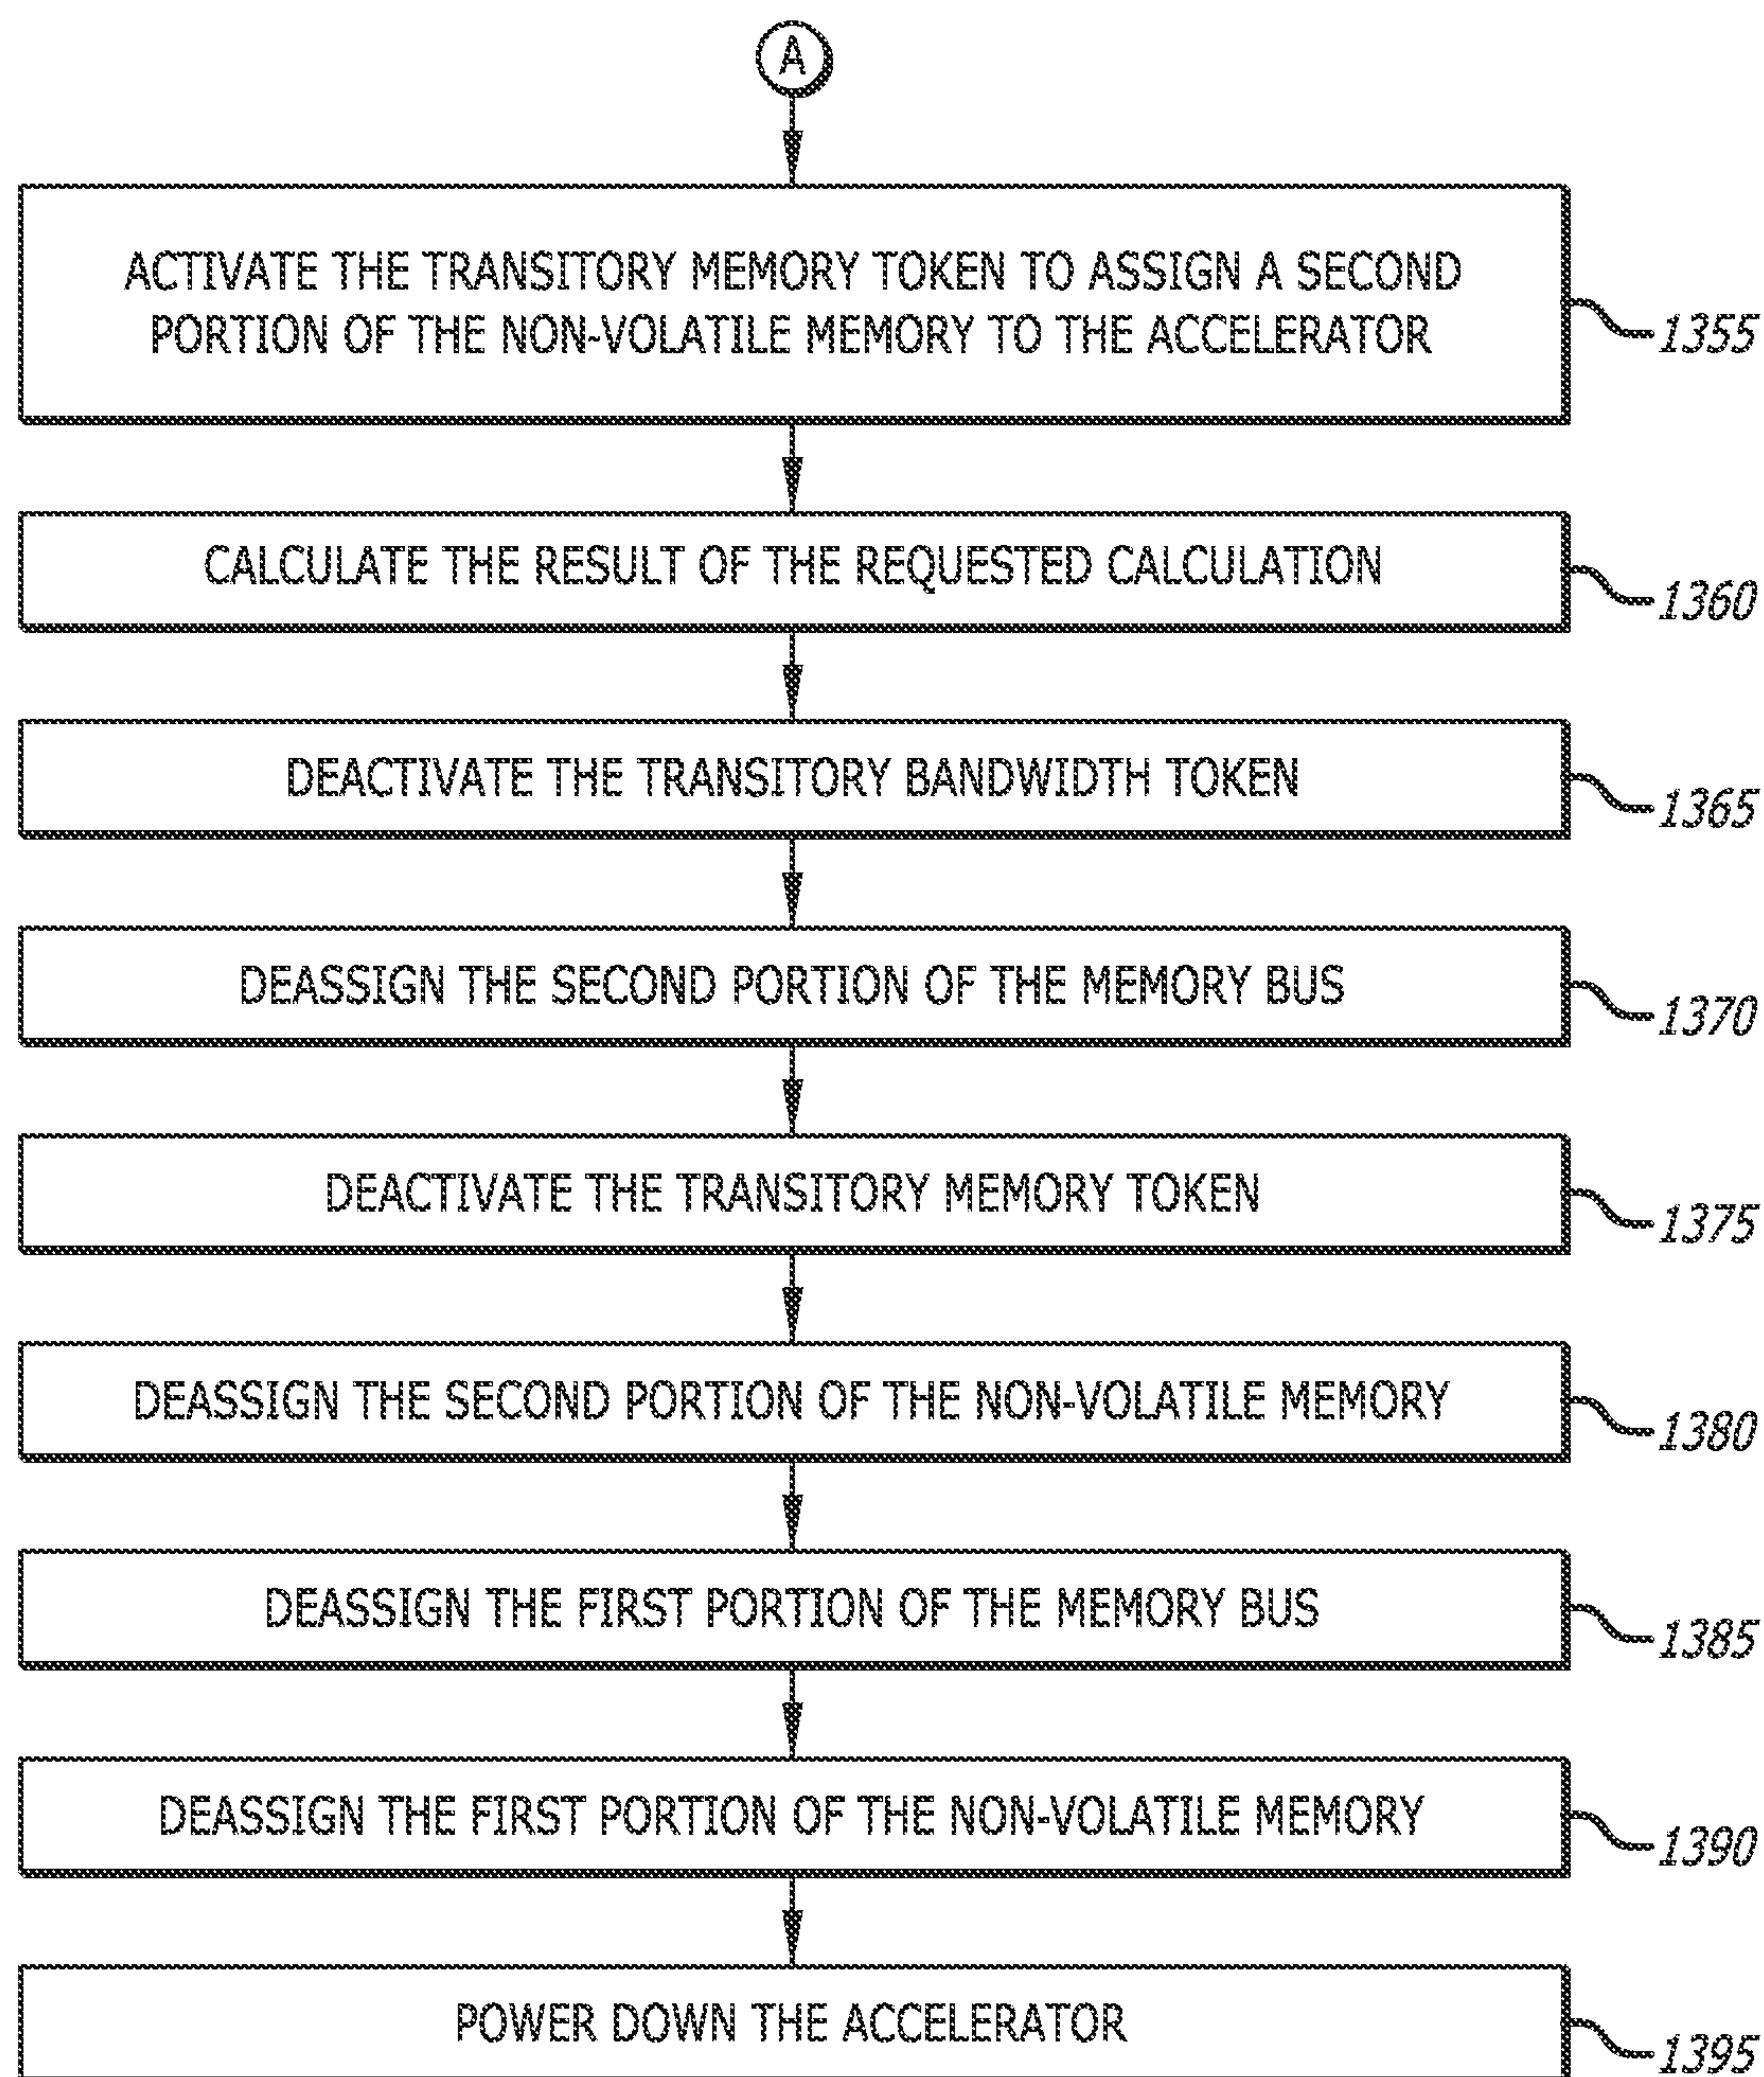 A
ACTIVATE THE TRANSITORY MEMORY TOKEN TO ASSIGN A SECOND
PORTION OF THE NON-VOLATILE MEMORY TO THE ACCELERATOR
1355
CALCULATE THE RESULT OF THE REQUESTED CALCULATION
1360
DEACTIVATE THE TRANSITORY BANDWIDTH TOKEN
1365
DEASSIGN THE SECOND PORTION OF THE MEMORY BUS
1370
DEACTIVATE THE TRANSITORY MEMORY TOKEN
1375
DEASSIGN THE SECOND PORTION OF THE NON-VOLATILE MEMORY
1380
DEASSIGN THE FIRST PORTION OF THE MEMORY BUS
1385
DEASSIGN THE FIRST PORTION OF THE NON-VOLATILE MEMORY
1390
POWER DOWN THE ACCELERATOR
1395